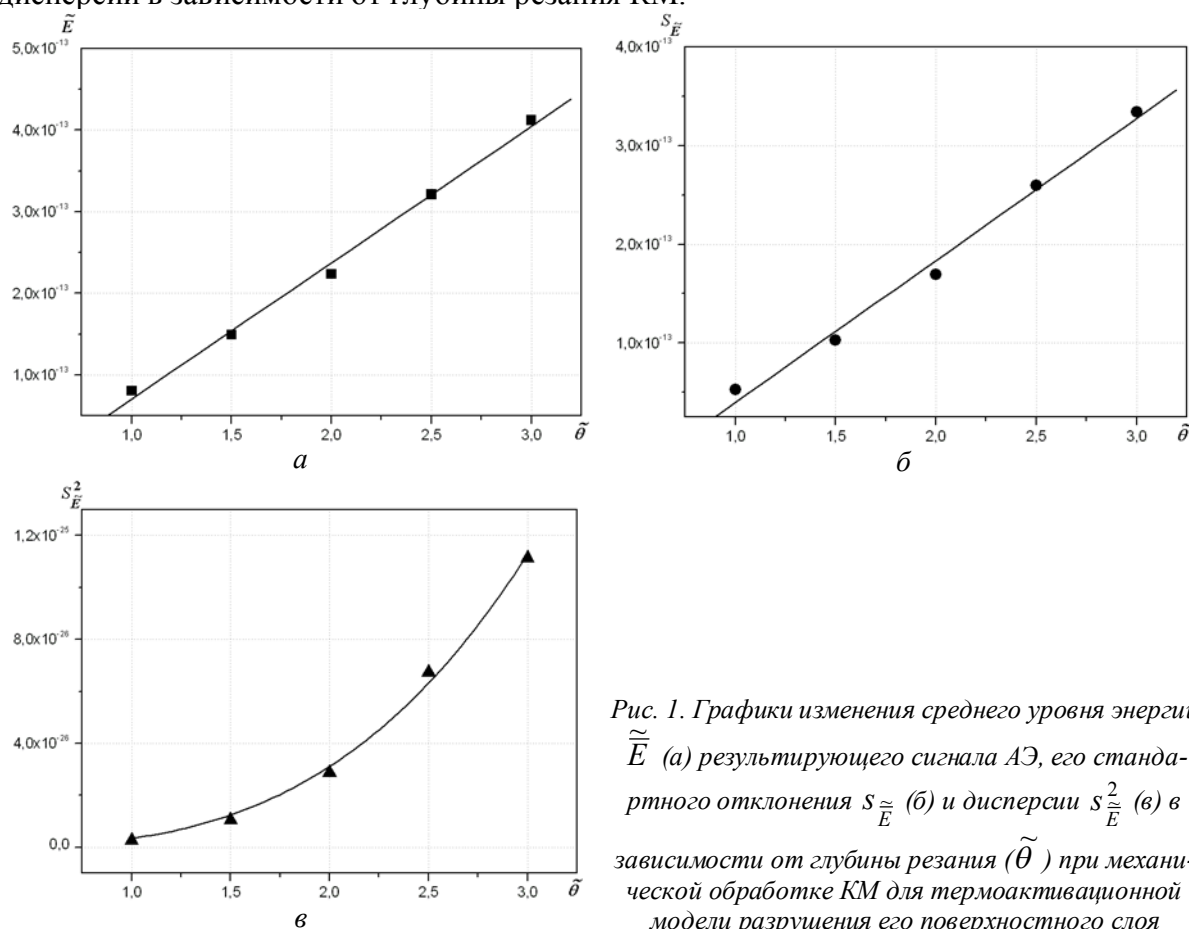 дисперсии в зависимости от глубины резания КМ.
Ẽ
5,0x10⁻¹³
4,0x10⁻¹³
3,0x10⁻¹³
2,0x10⁻¹³
1,0x10⁻¹³
1,0 1,5 2,0 2,5 3,0 θ̃
а
S_Ẽ
4,0x10⁻¹³
3,0x10⁻¹³
2,0x10⁻¹³
1,0x10⁻¹³
1,0 1,5 2,0 2,5 3,0 θ̃
б
S²_Ẽ
1,2x10⁻²⁵
8,0x10⁻²⁶
4,0x10⁻²⁶
0,0
1,0 1,5 2,0 2,5 3,0 θ̃
в
Рис. 1. Графики изменения среднего уровня энергии
Ẽ̅ (а) результирующего сигнала АЭ, его станда-
ртного отклонения s_Ẽ̅ (б) и дисперсии s²_Ẽ̅ (в) в
зависимости от глубины резания (θ̃ ) при механи-
ческой обработке КМ для термоактивационной
модели разрушения его поверхностного слоя